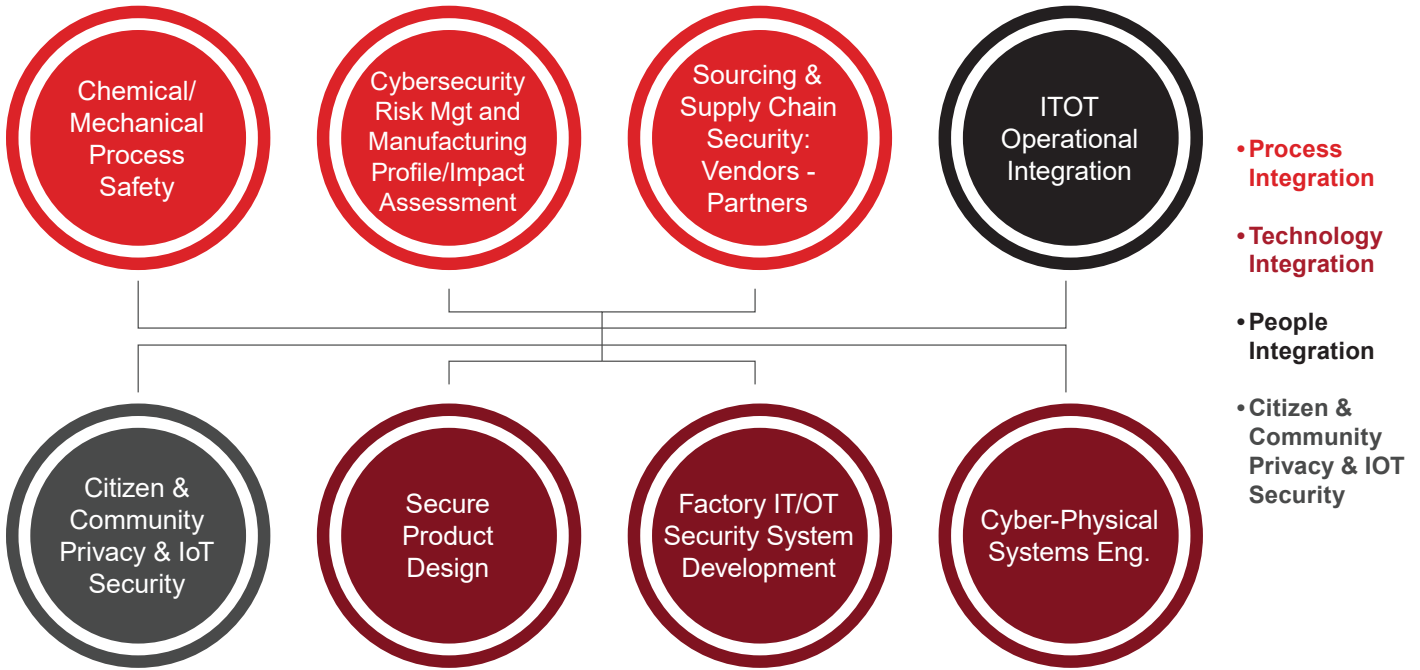 Chemical/
Mechanical
Process
Safety
Cybersecurity
Risk Mgt and
Manufacturing
Profile/Impact
Assessment
Sourcing &
Supply Chain
Security:
Vendors -
Partners
ITOT
Operational
Integration
•Process
Integration
•Technology
Integration
•People
Integration
•Citizen &
Community
Privacy & IOT
Security
Citizen &
Community
Privacy & IoT
Security
Secure
Product
Design
Factory IT/OT
Security System
Development
Cyber-Physical
Systems Eng.